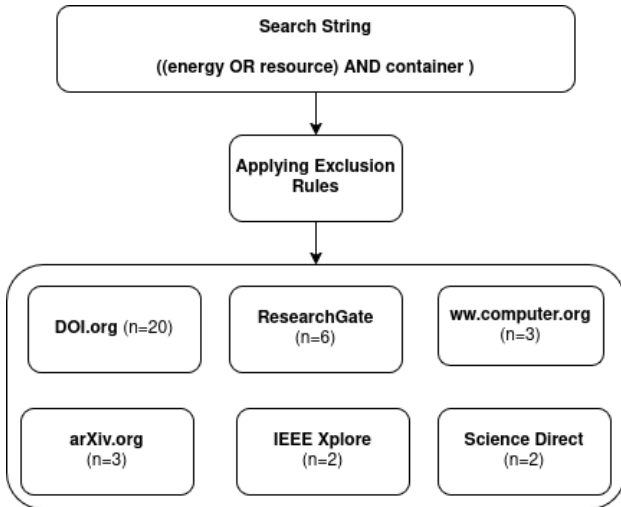 Search String
((energy OR resource) AND container )
Applying Exclusion
Rules
DOI.org (n=20)
ResearchGate
(n=6)
ww.computer.org
(n=3)
arXiv.org
(n=3)
IEEE Xplore
(n=2)
Science Direct
(n=2)